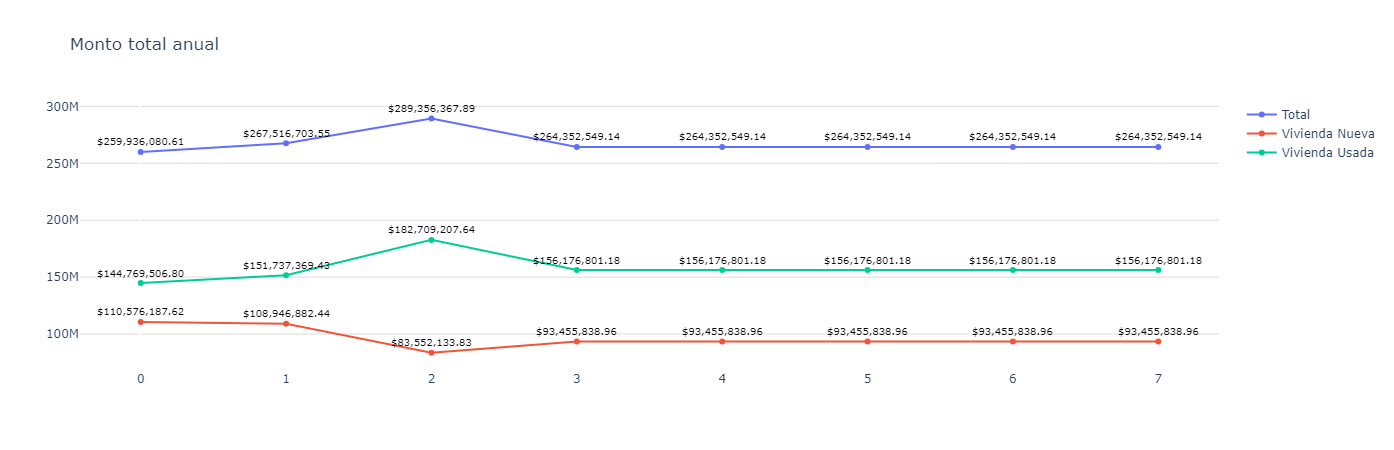 Monto total anual
300M
250M
200M
150M
100M
$259,936,080.61
$267,516,703.55
$289,356,367.89
$264,352,549.14
$264,352,549.14
$264,352,549.14
$264,352,549.14
$264,352,549.14
$144,769,506.80
$151,737,369.43
$182,709,207.64
$156,176,801.18
$156,176,801.18
$156,176,801.18
$156,176,801.18
$156,176,801.18
$110,576,187.62
$108,946,882.44
$83,552,133.83
$93,455,838.96
$93,455,838.96
$93,455,838.96
$93,455,838.96
$93,455,838.96
0 1 2 3 4 5 6 7
Total
Vivienda Nueva
Vivienda Usada